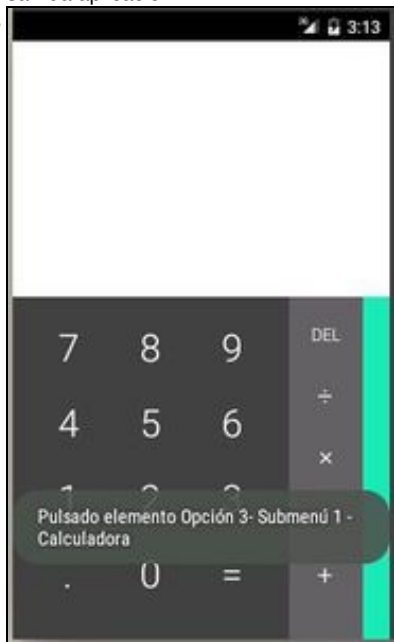 3:13
7 8 9 DEL
÷
4 5 6
×
Pulsado elemento Opción 3- Submenú 1 -
Calculadora
. 0 = +